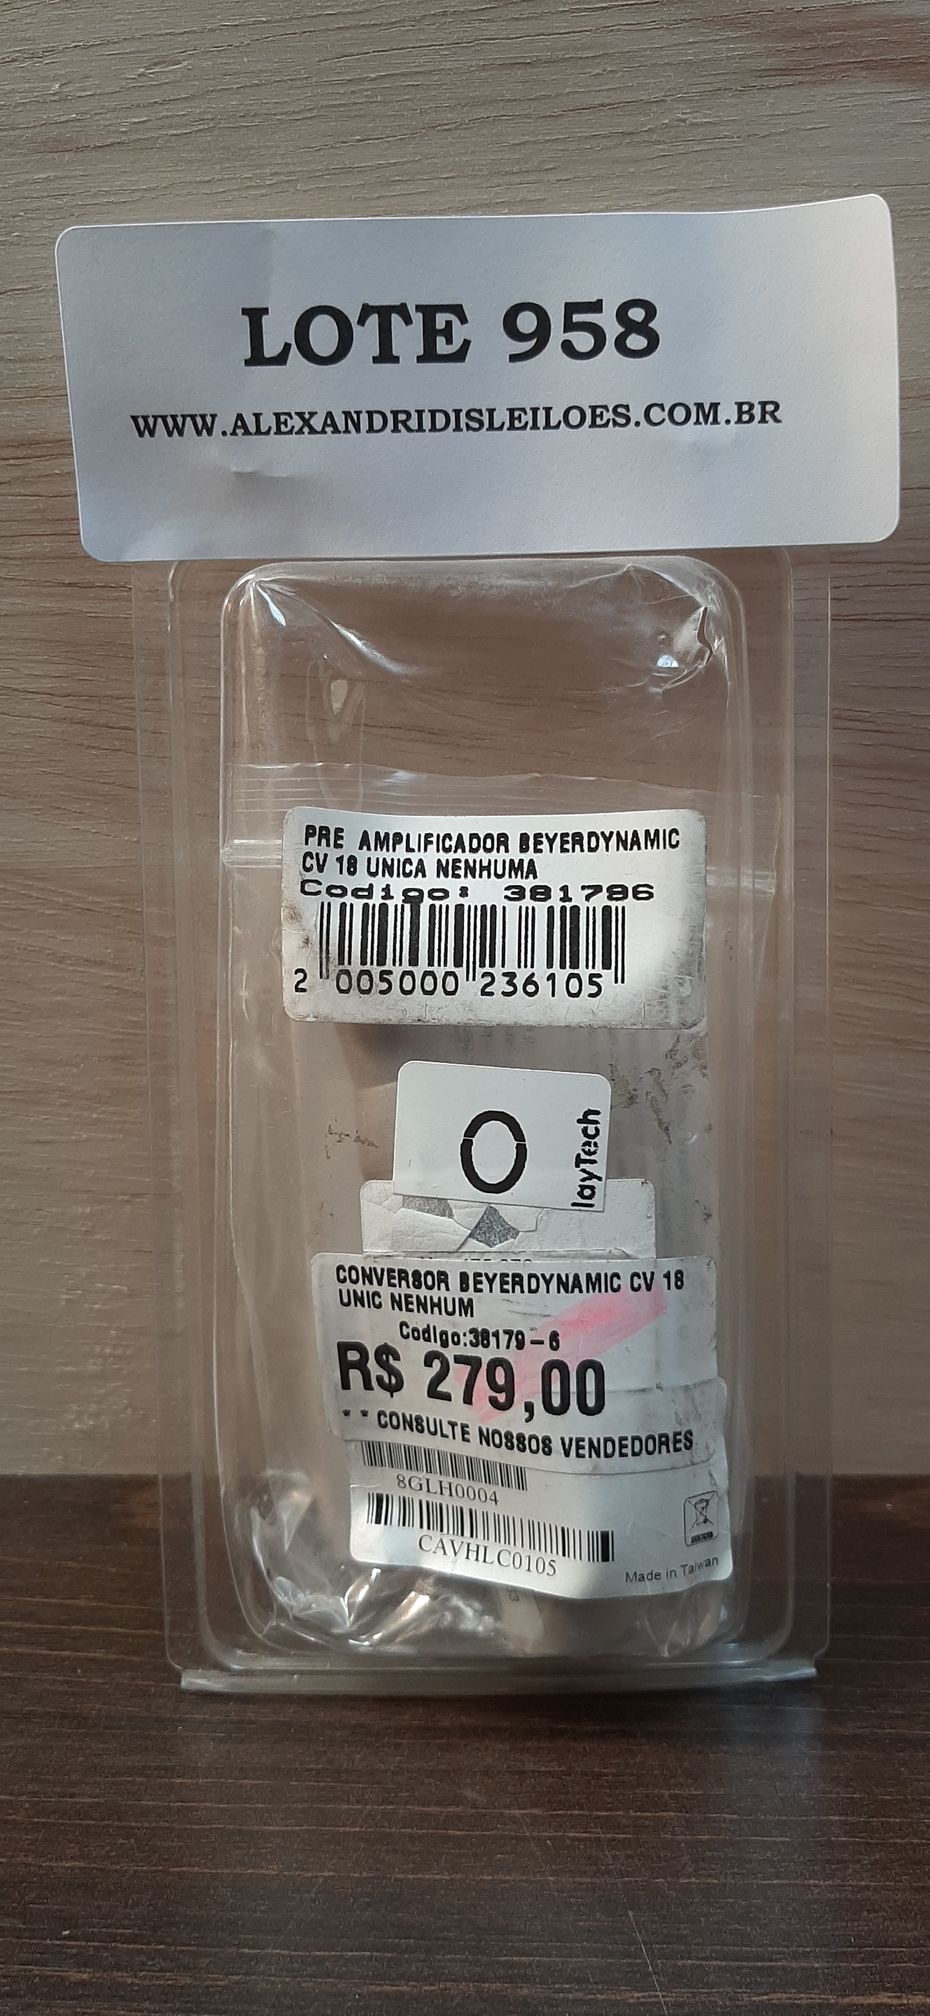 LOTE 958
WWW.ALEXANDRIDISLEILOES.COM.BR
PRE AMPLIFICADOR BEYERDYNAMIC
CV 18 UNICA NENHUMA
Codigo: 381786
2 005000 236105
O
layTech
CONVERSOR BEYERDYNAMIC CV 18
UNIC NENHUM
Codigo:38179-6
R$ 279,00
** CONSULTE NOSSOS VENDEDORES
8GLH0004
CAVHLC0105
Made in Taiwan